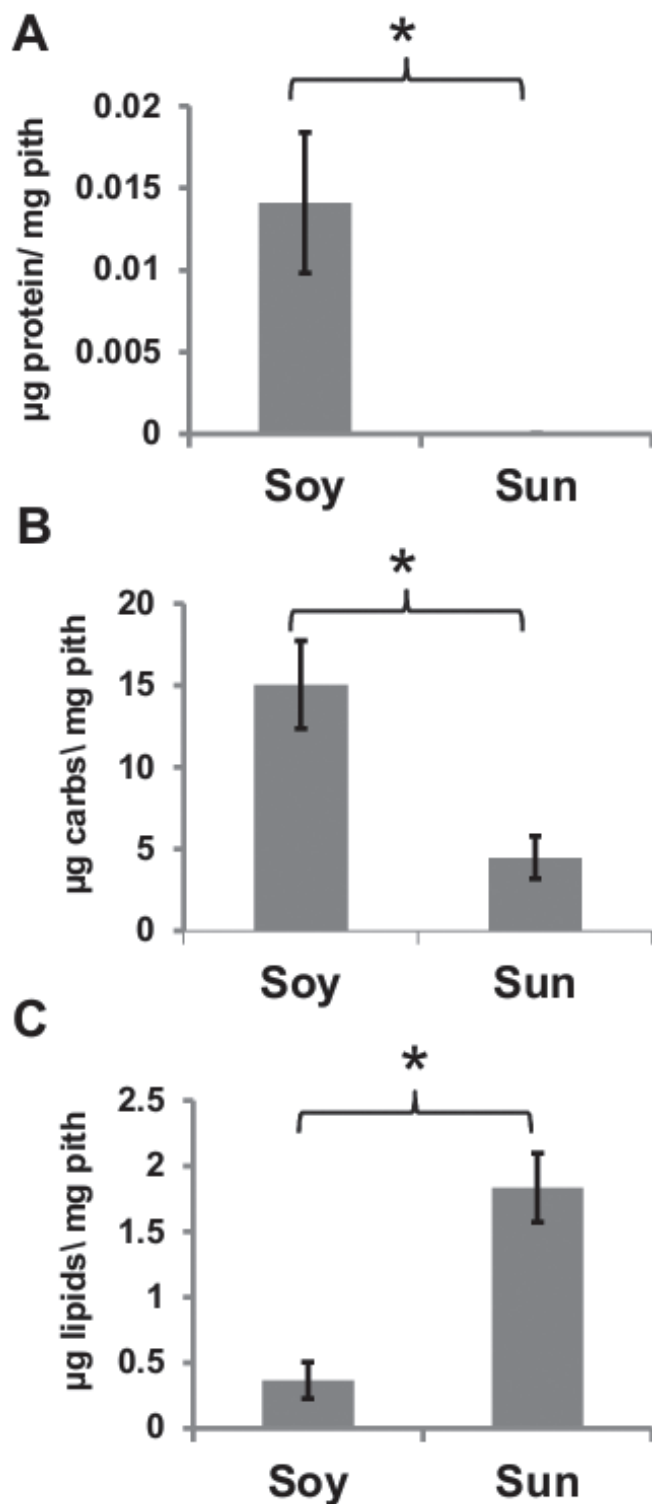 A
*
µg protein/ mg pith
0.02
0.015
0.01
0.005
0
Soy Sun
B
*
µg carbs\ mg pith
20
15
10
5
0
Soy Sun
C
*
µg lipids\ mg pith
2.5
2
1.5
1
0.5
0
Soy Sun